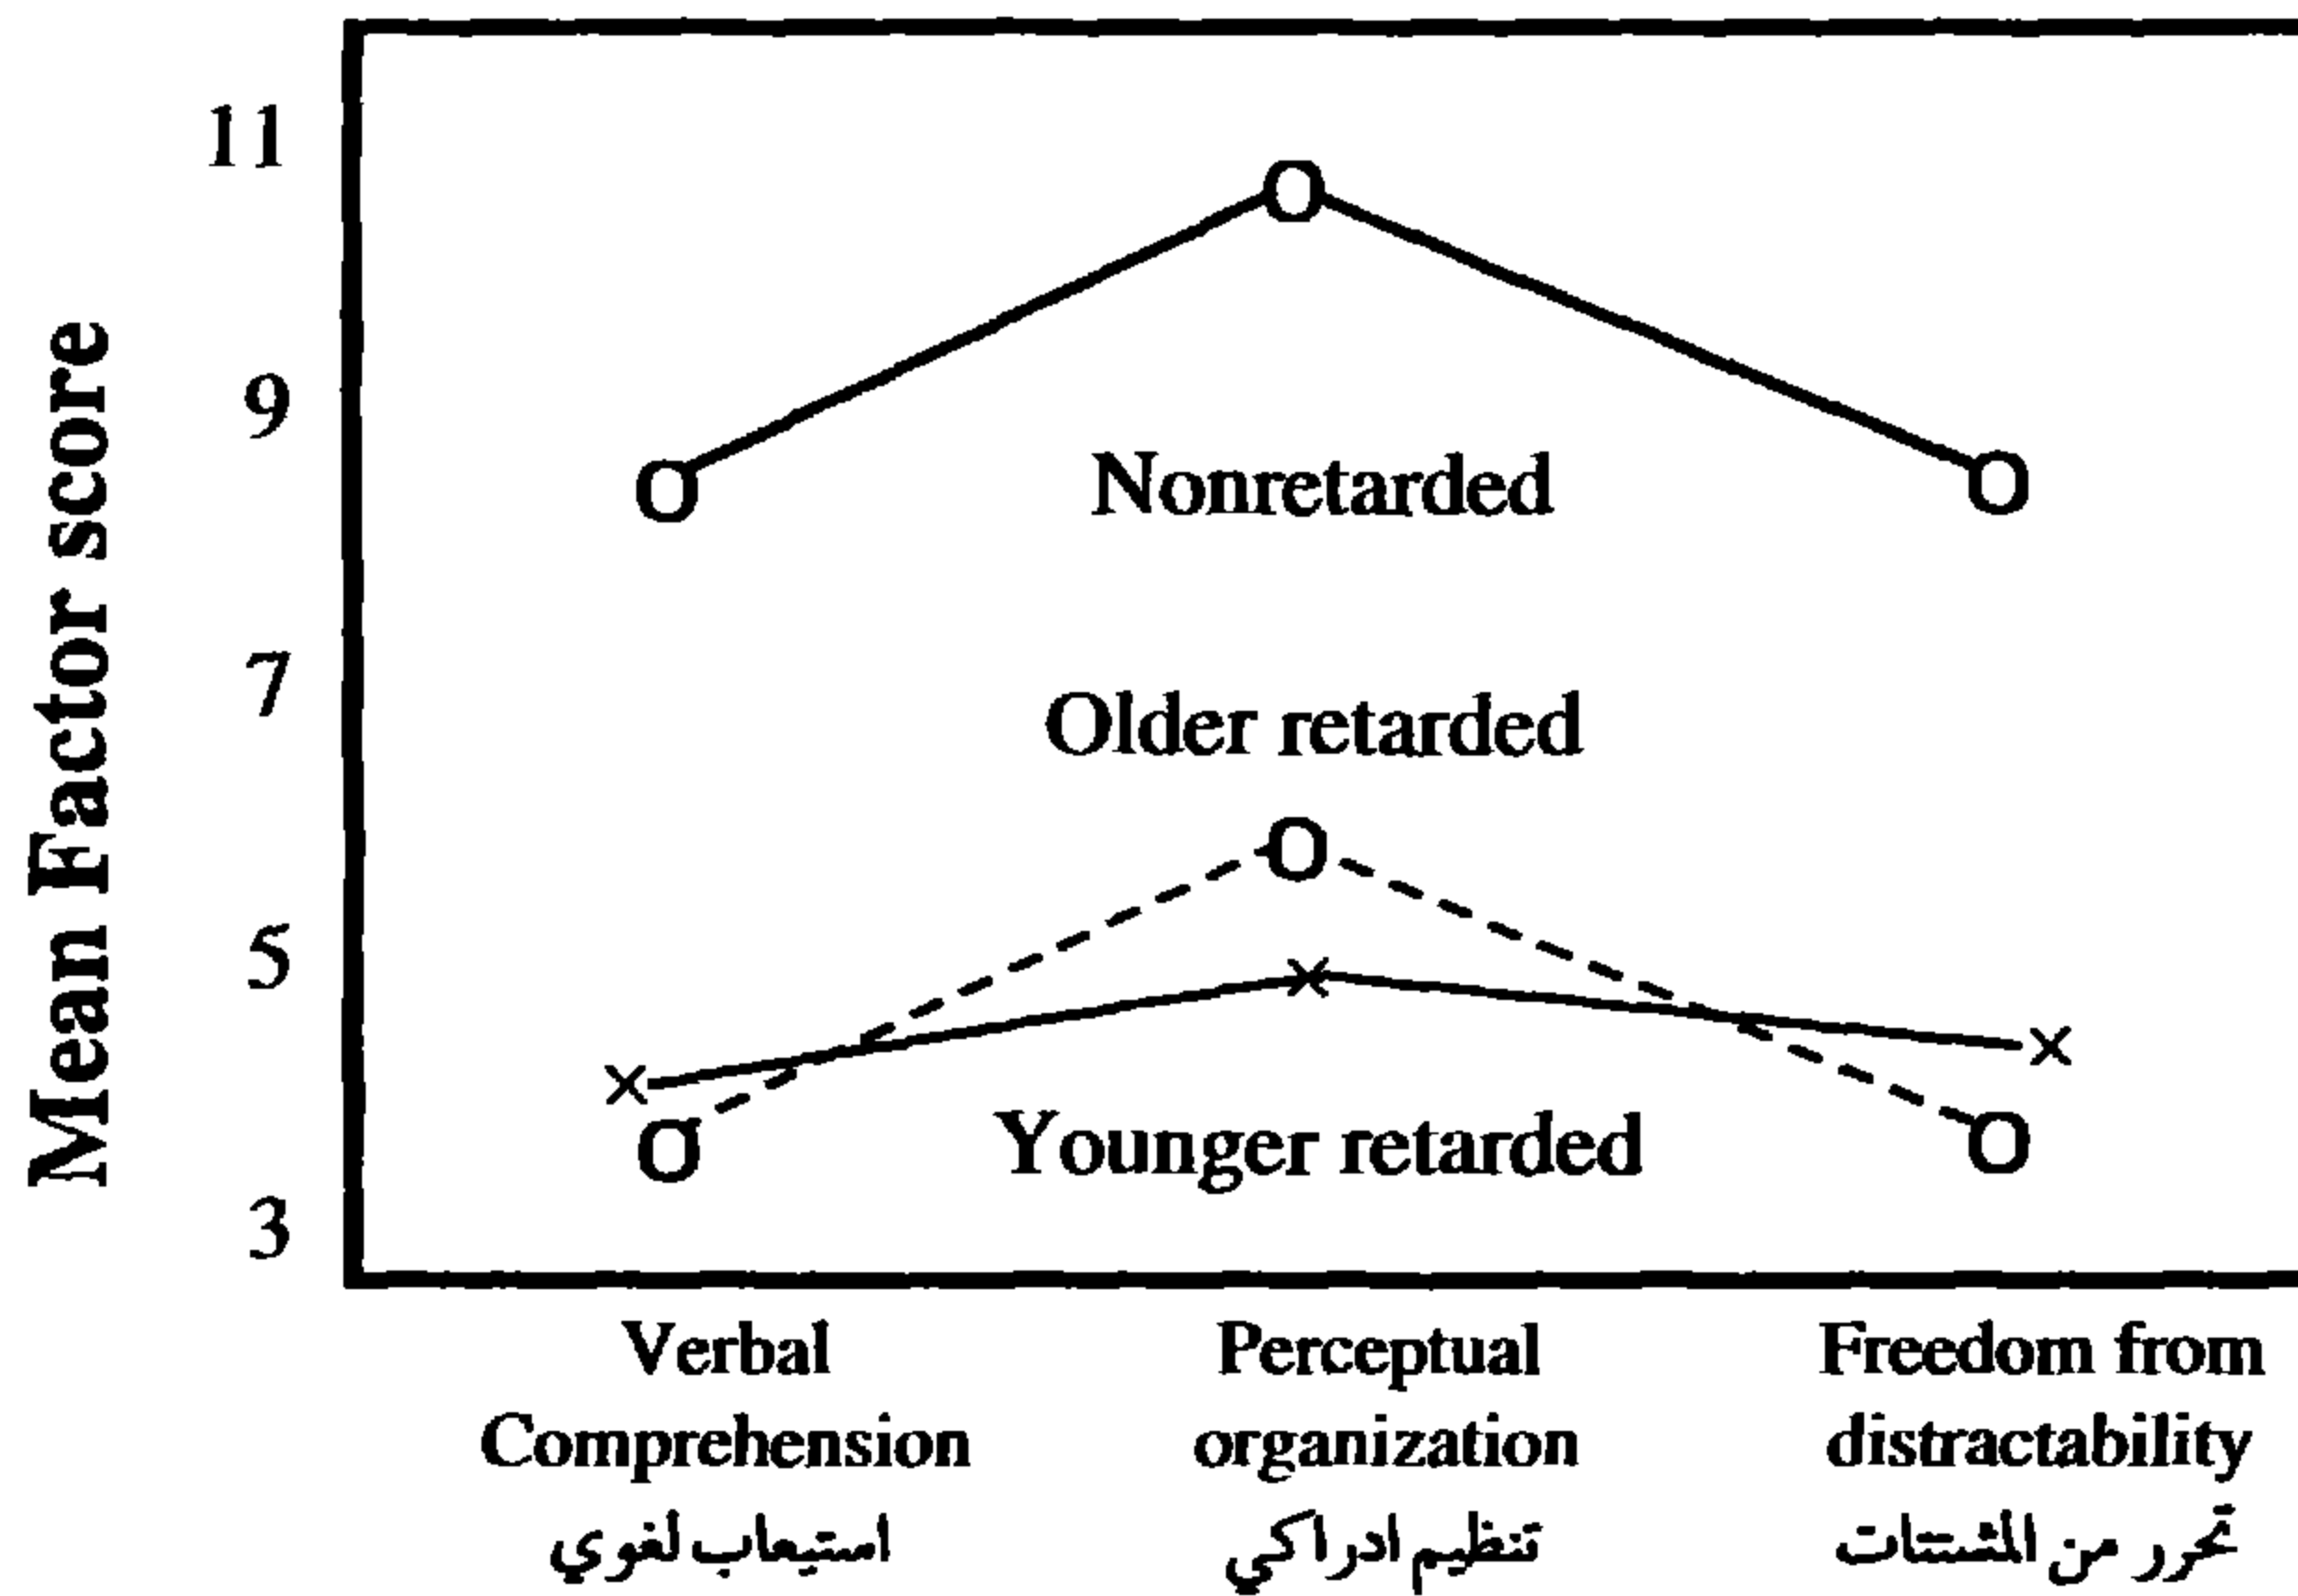 Mean Factor score
11
9
7
5
3
Nonretarded
Older retarded
Younger retarded
Verbal
Comprehension
استيعاب لغوي
Perceptual
organization
تنظيم ادراكي
Freedom from
distractability
تحرر من المشتتات